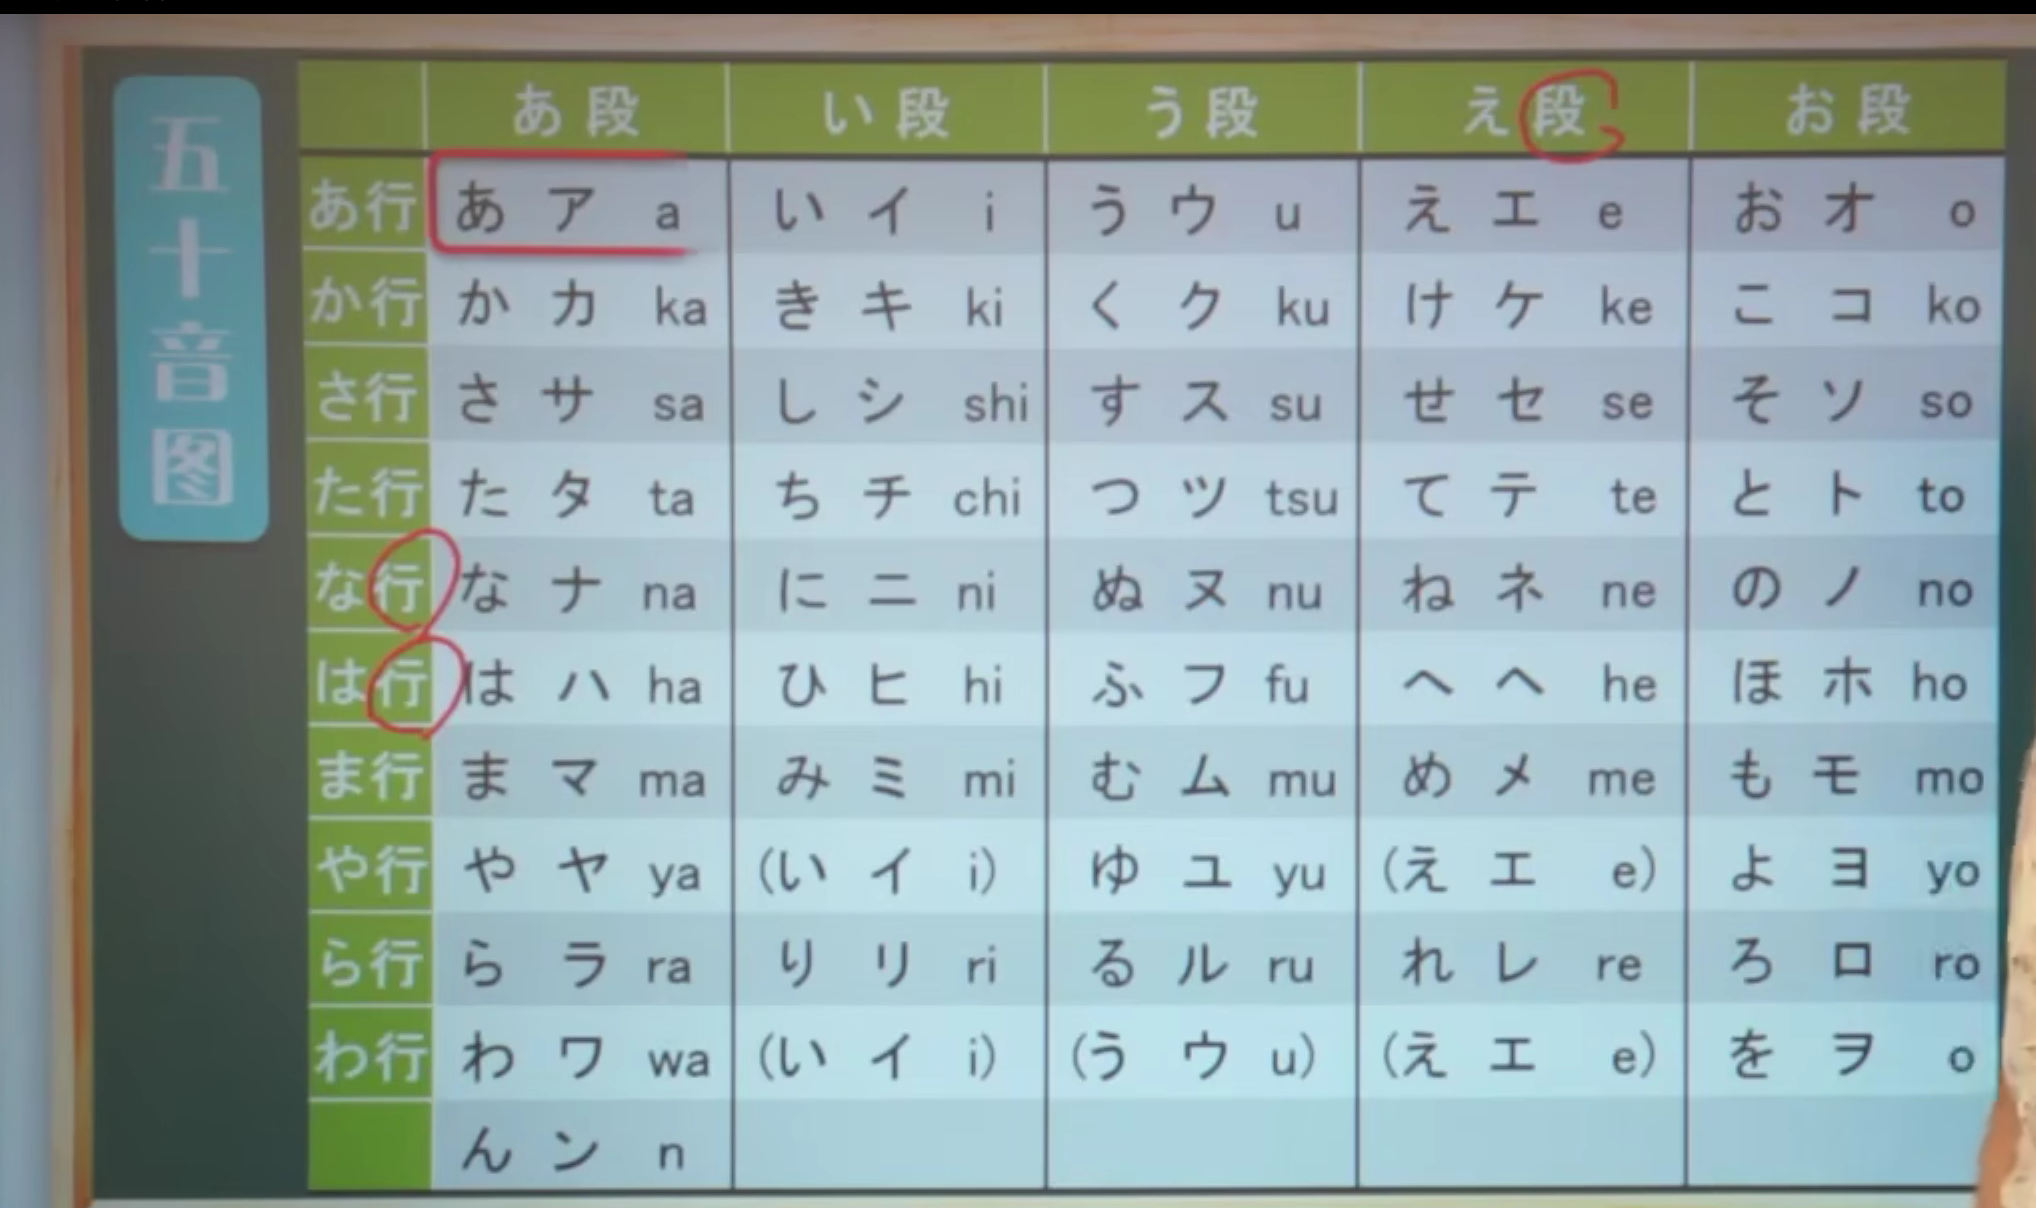 五十音图
あ段 い段 う段 え段 お段
あ行 あ ア a い イ i う ウ u え エ e お オ o
か行 か カ ka き キ ki く ク ku け ケ ke こ コ ko
さ行 さ サ sa し シ shi す ス su せ セ se そ ソ so
た行 た タ ta ち チ chi つ ツ tsu て テ te と ト to
な行 な ナ na に ニ ni ぬ ヌ nu ね ネ ne の ノ no
は行 は ハ ha ひ ヒ hi ふ フ fu へ ヘ he ほ ホ ho
ま行 ま マ ma み ミ mi む ム mu め メ me も モ mo
や行 や ヤ ya (い イ i) ゆ ユ yu (え エ e) よ ヨ yo
ら行 ら ラ ra り リ ri る ル ru れ レ re ろ ロ ro
わ行 わ ワ wa (い イ i) (う ウ u) (え エ e) を ヲ o
ん ン n